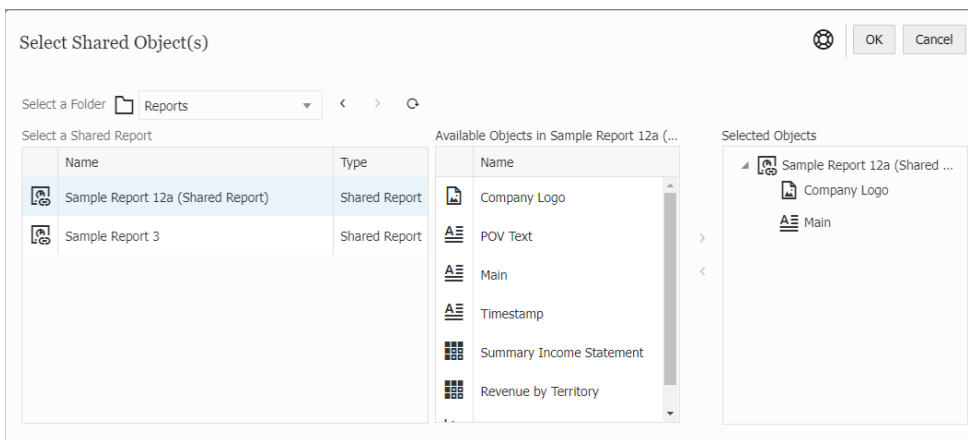 Select Shared Object(s)
OK
Cancel
Select a Folder
Reports
Select a Shared Report
Name
Type
Sample Report 12a (Shared Report)
Shared Report
Sample Report 3
Shared Report
Available Objects in Sample Report 12a (...
Name
Company Logo
POV Text
Main
Timestamp
Summary Income Statement
Revenue by Territory
Selected Objects
Sample Report 12a (Shared ...
Company Logo
Main